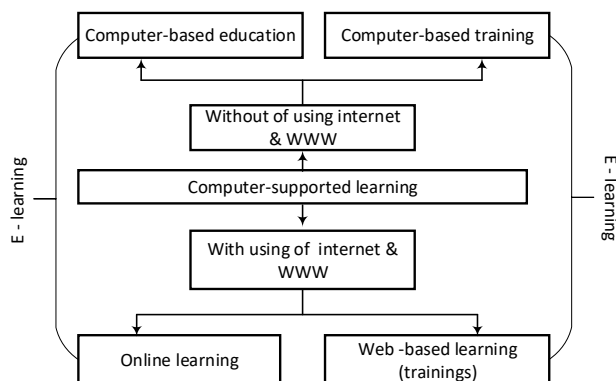 Computer-based education
Computer-based training
Without of using internet
& WWW
Computer-supported learning
E - learning
E - learning
With using of internet &
WWW
Online learning
Web -based learning
(trainings)